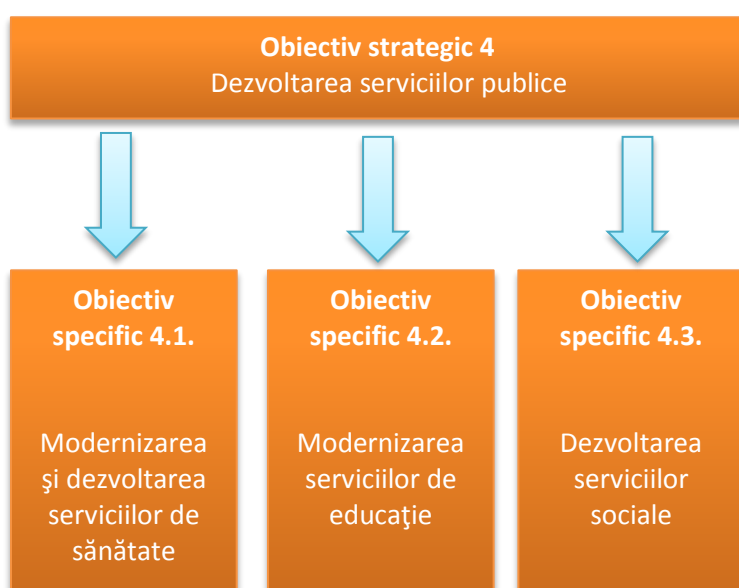 Obiectiv strategic 4
Dezvoltarea serviciilor publice
Obiectiv
specific 4.1.
Modernizarea
şi dezvoltarea
serviciilor de
sănătate
Obiectiv
specific 4.2.
Modernizarea
serviciilor de
educaţie
Obiectiv
specific 4.3.
Dezvoltarea
serviciilor
sociale